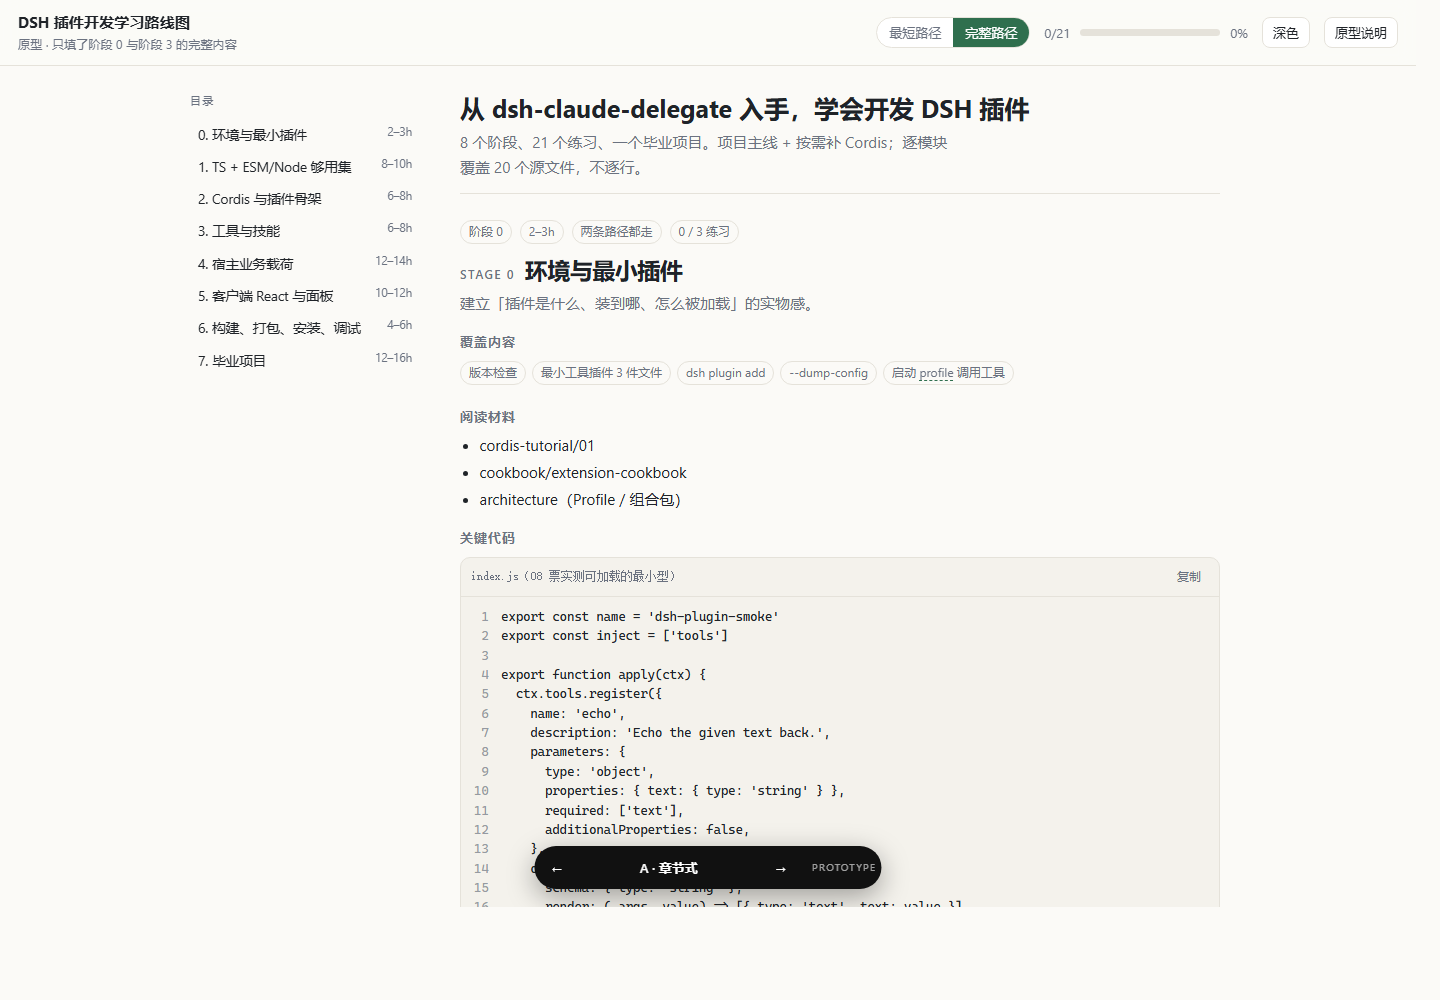 DSH 插件开发学习路线图
原型 · 只填了阶段 0 与阶段 3 的完整内容
最短路径 完整路径 0/21 0% 深色 原型说明
目录
0. 环境与最小插件 2–3h
1. TS + ESM/Node 够用集 8–10h
2. Cordis 与插件骨架 6–8h
3. 工具与技能 6–8h
4. 宿主业务载荷 12–14h
5. 客户端 React 与面板 10–12h
6. 构建、打包、安装、调试 4–6h
7. 毕业项目 12–16h
从 dsh-claude-delegate 入手，学会开发 DSH 插件
8 个阶段、21 个练习、一个毕业项目。项目主线 + 按需补 Cordis；逐模块
覆盖 20 个源文件，不逐行。
阶段 0 2–3h 两条路径都走 0 / 3 练习
STAGE 0 环境与最小插件
建立「插件是什么、装到哪、怎么被加载」的实物感。
覆盖内容
版本检查 最小工具插件 3 件文件 dsh plugin add --dump-config 启动 profile 调用工具
阅读材料
cordis-tutorial/01
cookbook/extension-cookbook
architecture（Profile / 组合包）
关键代码
index.js（08 票实测可加载的最小型） 复制
1 export const name = 'dsh-plugin-smoke'
2 export const inject = ['tools']
3
4 export function apply(ctx) {
5 ctx.tools.register({
6 name: 'echo',
7 description: 'Echo the given text back.',
8 parameters: {
9 type: 'object',
10 properties: { text: { type: 'string' } },
11 required: ['text'],
12 additionalProperties: false,
13 }
14
15 schema: { type: 'string' },
16 render: (_args, value) => [{ type: 'text', text: value }]
← A · 章节式 → PROTOTYPE